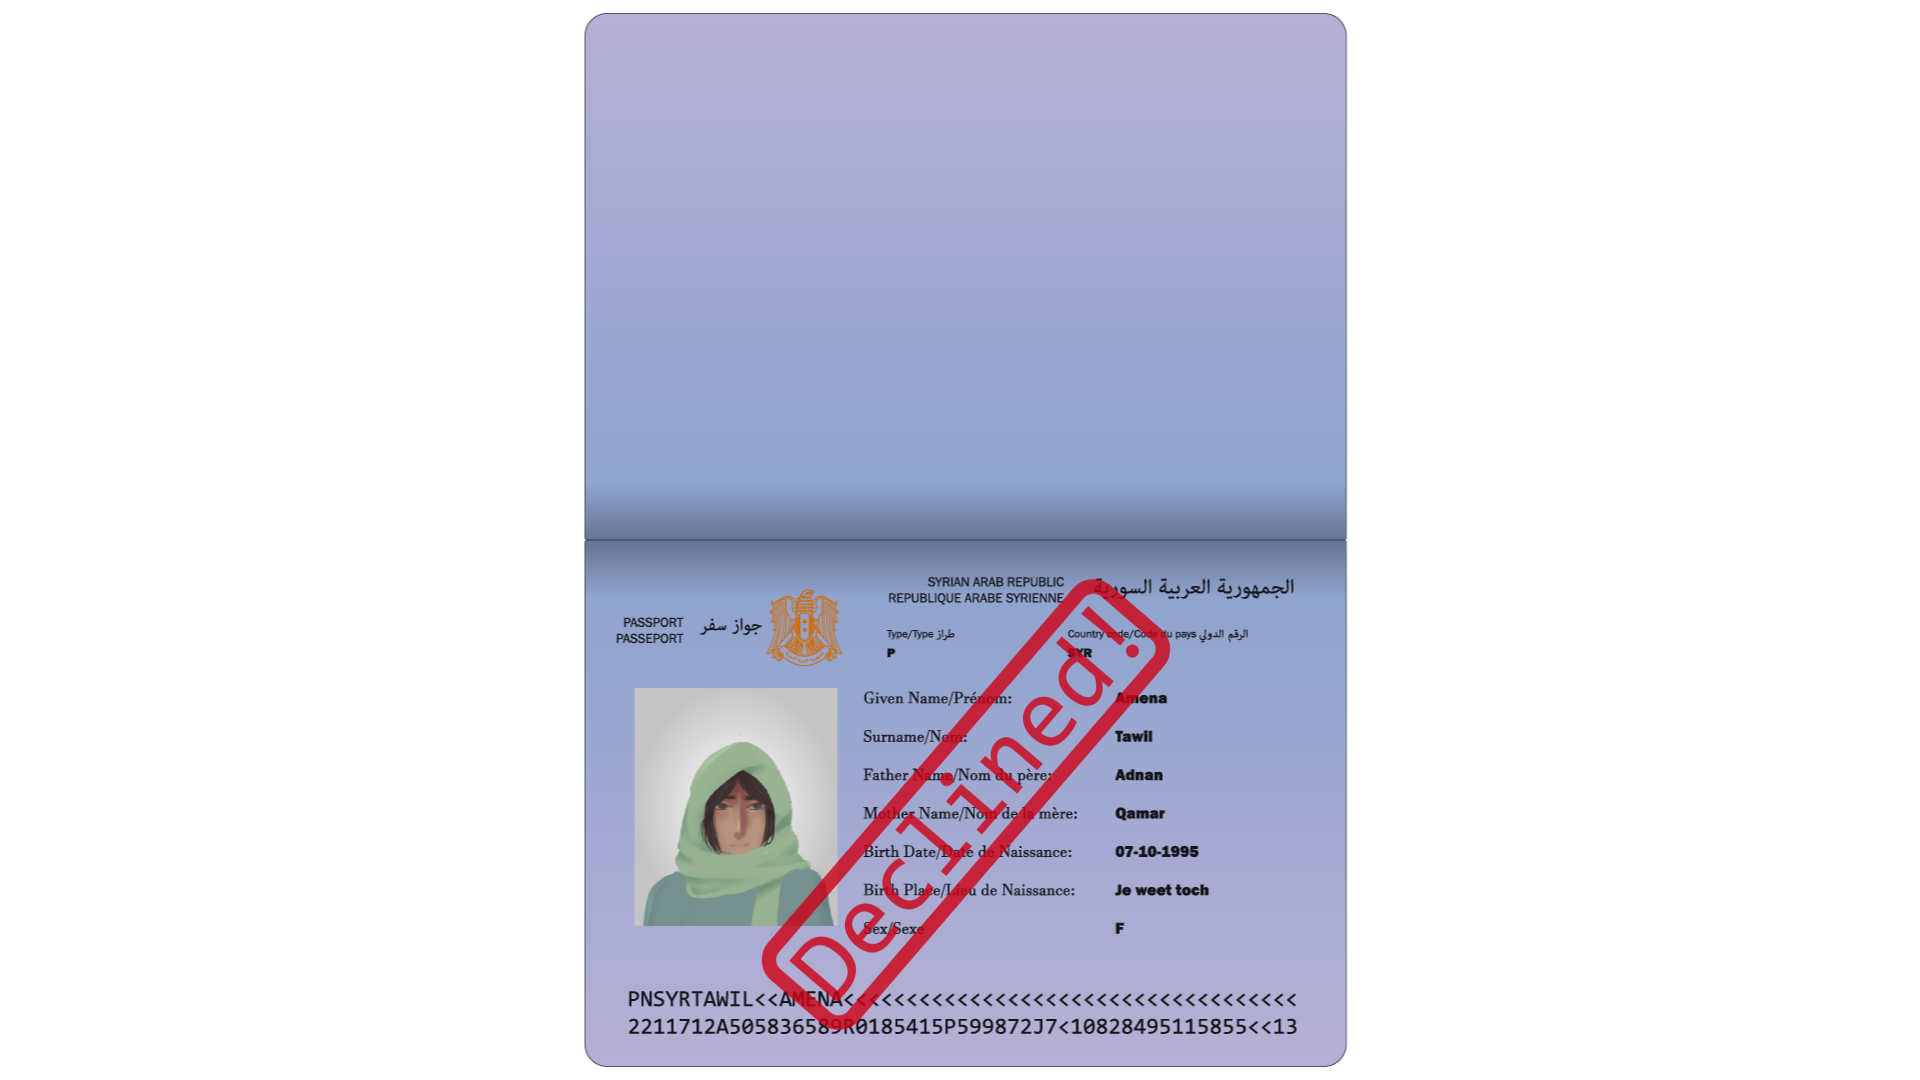 SYRIAN ARAB REPUBLIC
الجمهورية العربية السورية
REPUBLIQUE ARABE SYRIENNE
PASSPORT
PASSEPORT
جواز سفر
Type/Type طراز
Country code/Code du pays الرقم الدولي
P
SYR
Given Name/Prénom: Amena
Surname/Nom: Tawil
Father Name/Nom du père: Adnan
Mother Name/Nom de la mère: Qamar
Birth Date/Date de Naissance: 07-10-1995
Birth Place/Lieu de Naissance: Je weet toch
Sex/Sexe F
Declined!
PNSYRTAWIL<<AMENA<<<<<<<<<<<<<<<<<<<<<<<<<<<<<<<<<<<<
2211712A505836589R0185415P599872J7<10828495115855<<13